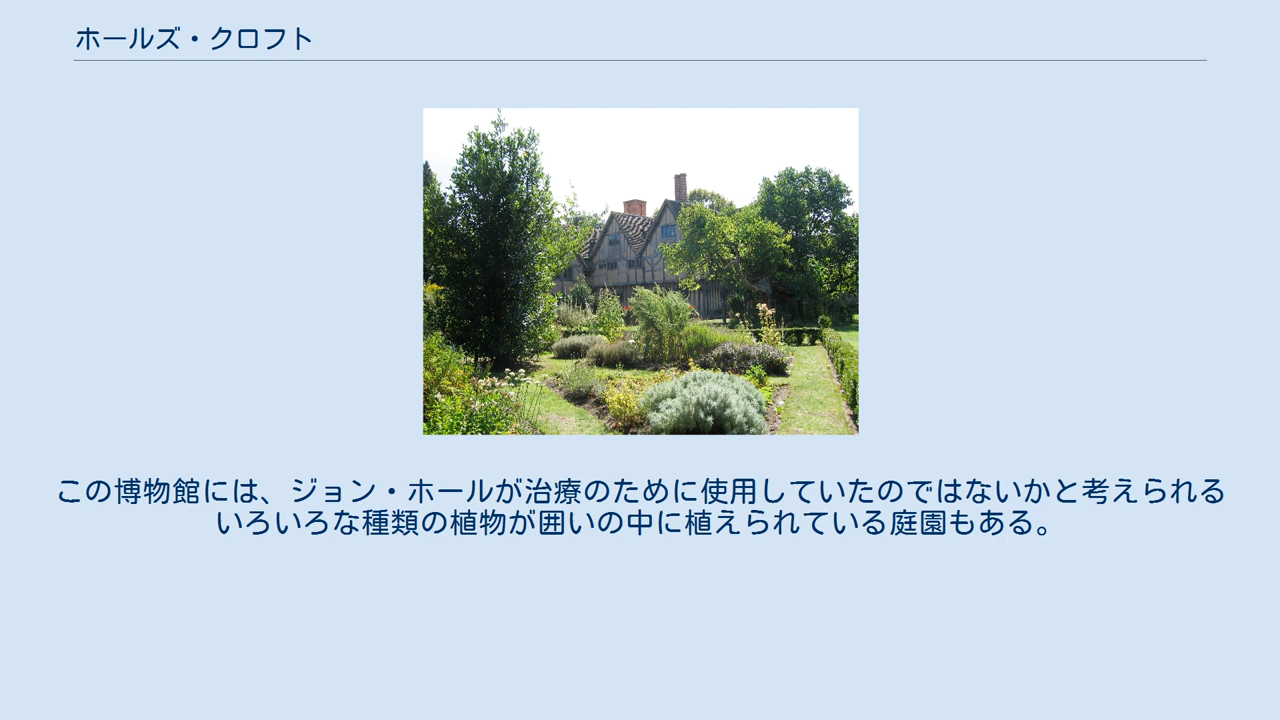 ホールズ・クロフト
この博物館には、ジョン・ホールが治療のために使用していたのではないかと考えられる
いろいろな種類の植物が囲いの中に植えられている庭園もある。